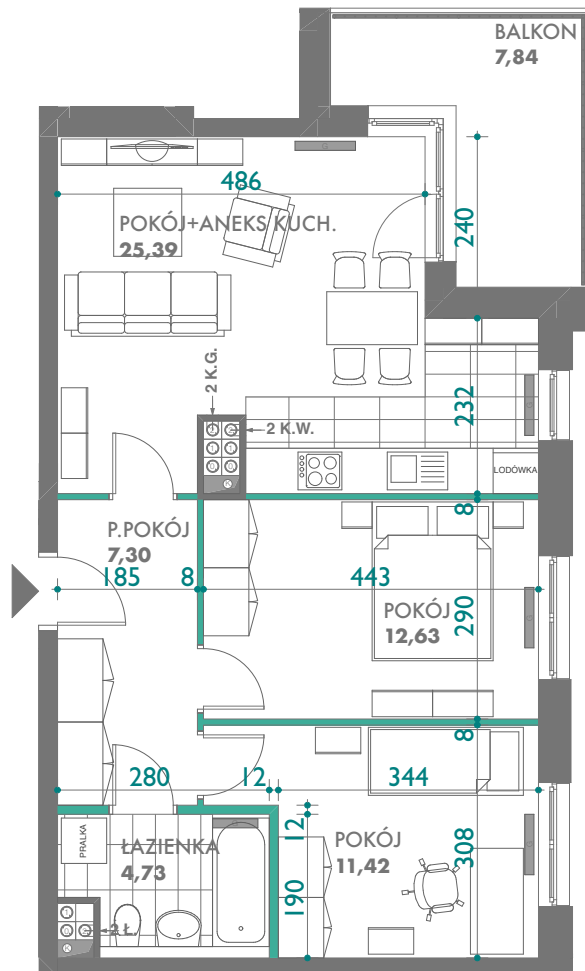 BALKON
7,84
486
POKÓJ+ANEKS KUCH.
25,39
240
2 K.G.
2 K.W.
232
LODÓWKA
8
P.POKÓJ
7,30
185
8
443
POKÓJ
12,63
290
8
280
12
344
12
POKÓJ
11,42
308
PRALKA
ŁAZIENKA
4,73
190
2 Ł.